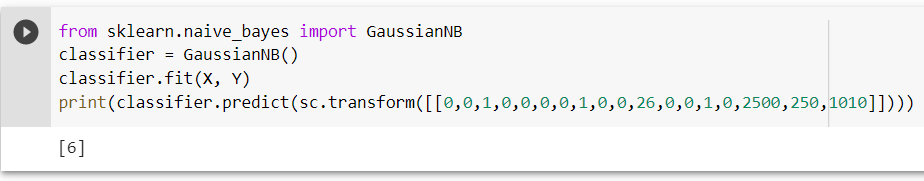 from sklearn.naive_bayes import GaussianNB
classifier = GaussianNB()
classifier.fit(X, Y)
print(classifier.predict(sc.transform([[0,0,1,0,0,0,0,1,0,0,26,0,0,1,0,2500,250,1010]])))
[6]